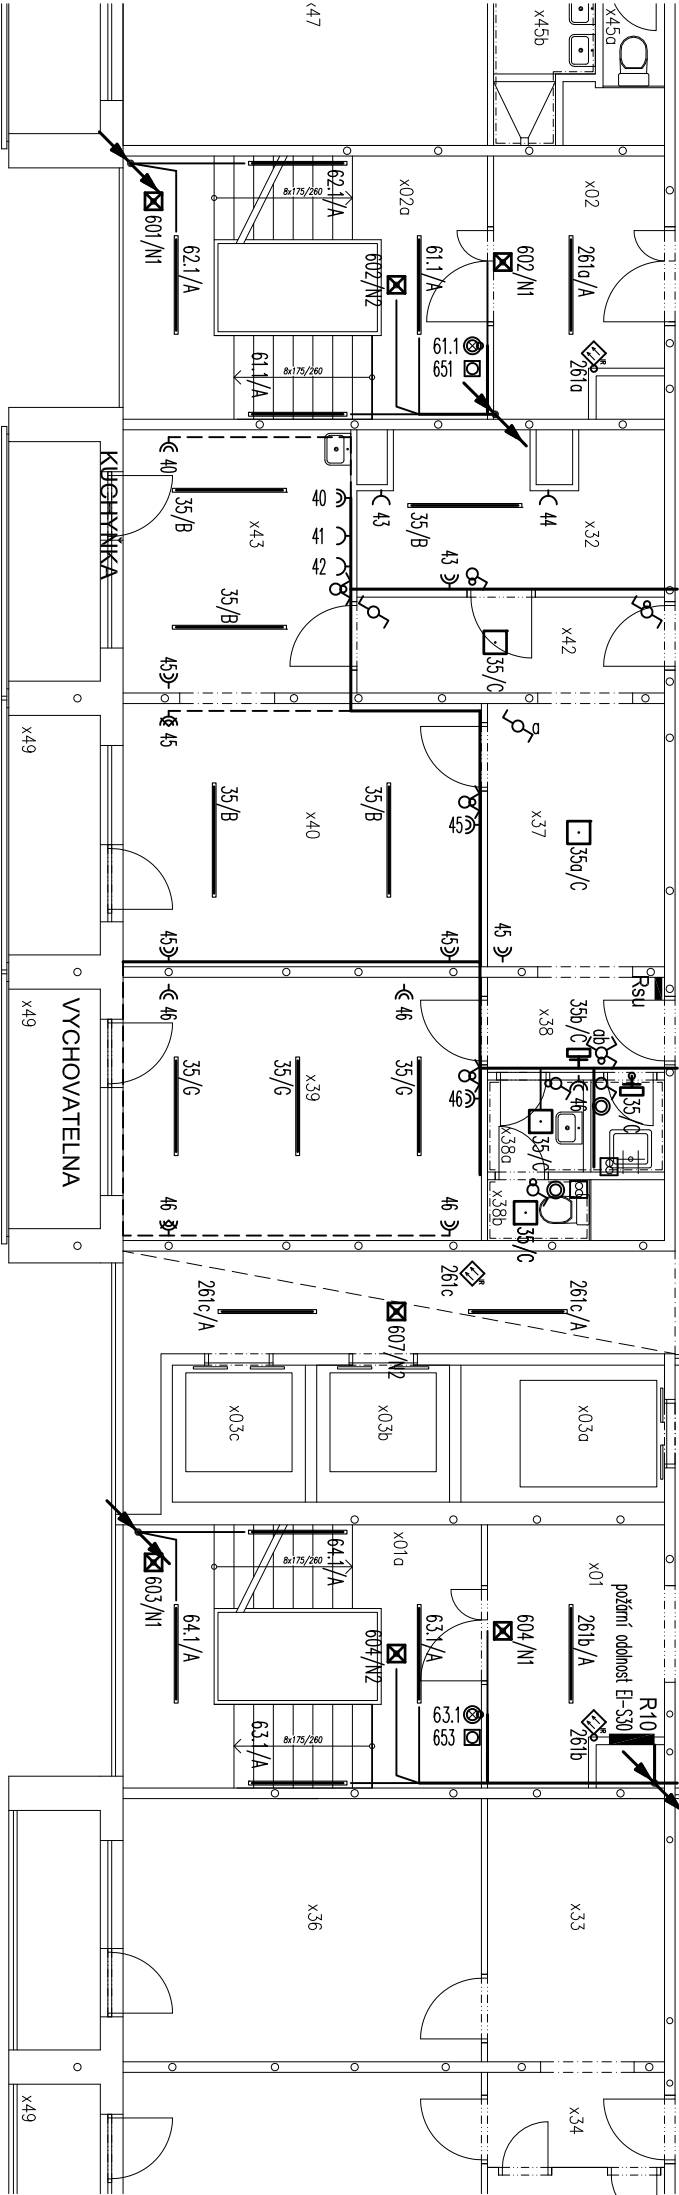 x47
x45b
x45a
601/N1
62.1/A
62.1/A
8x175/260
x02a
x02
602/N2
61.1/A
602/N1
261a/A
61.1
651
261a
61.1/A
8x175/260
KUCHYŇKA
40
35/B
x43
40
41
42
43
35/B
44
x32
43
35/B
45
35/C
x42
x49
45
35/B
x40
35/B
45
a
x37
35a/C
45
45
45
x49
VYCHOVATELNA
46
46
35/G
35/G
x39
35/G
46
46
46
Rsu
x38
35b/C
ab
46
35/
35/C
x38a
x38b
35/C
261c/A
261c
261c/A
607/N2
x03c
x03b
x03a
603/N1
64.1/A
64.1/A
8x175/260
x01a
x01
604/N2
63.1/A
604/N1
261b/A
požární odolnost EI-S30
R10
63.1
653
261b
63.1/A
8x175/260
x36
x33
x49
x34